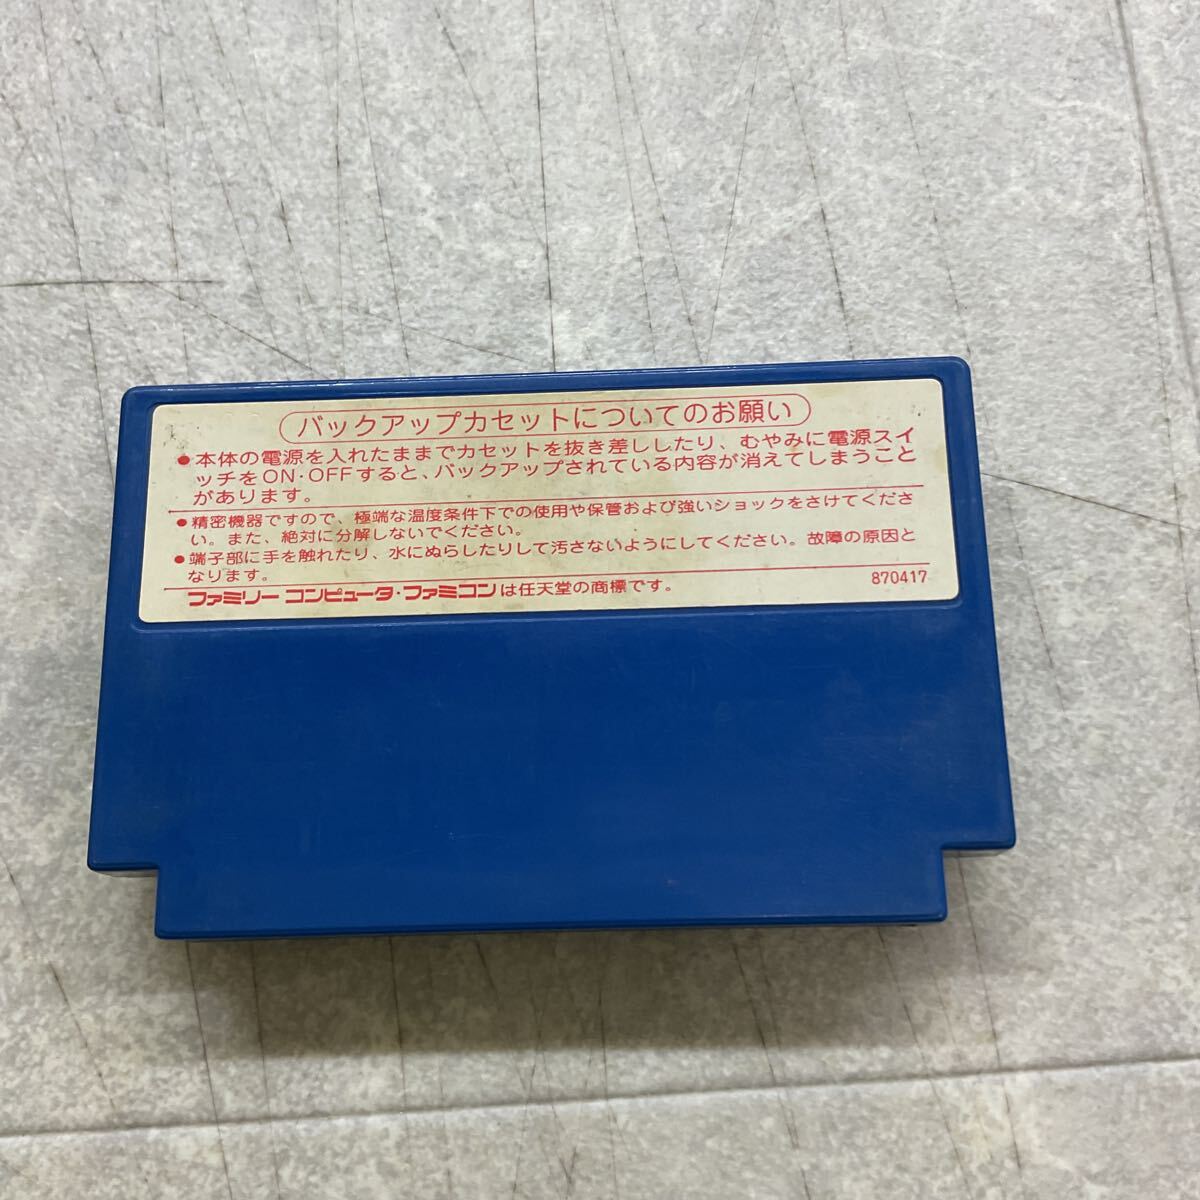 バックアップカセットについてのお願い
●本体の電源を入れたままでカセットを抜き差ししたり、むやみに電源スイ
ッチをON・OFFすると、バックアップされている内容が消えてしまうこと
があります。
●精密機器ですので、極端な温度条件下での使用や保管および強いショックをさけてくださ
い。また、絶対に分解しないでください。
●端子部に手を触れたり、水にぬらしたりして汚さないようにしてください。故障の原因と
なります。
870417
ファミリー コンピュータ・ファミコンは任天堂の商標です。